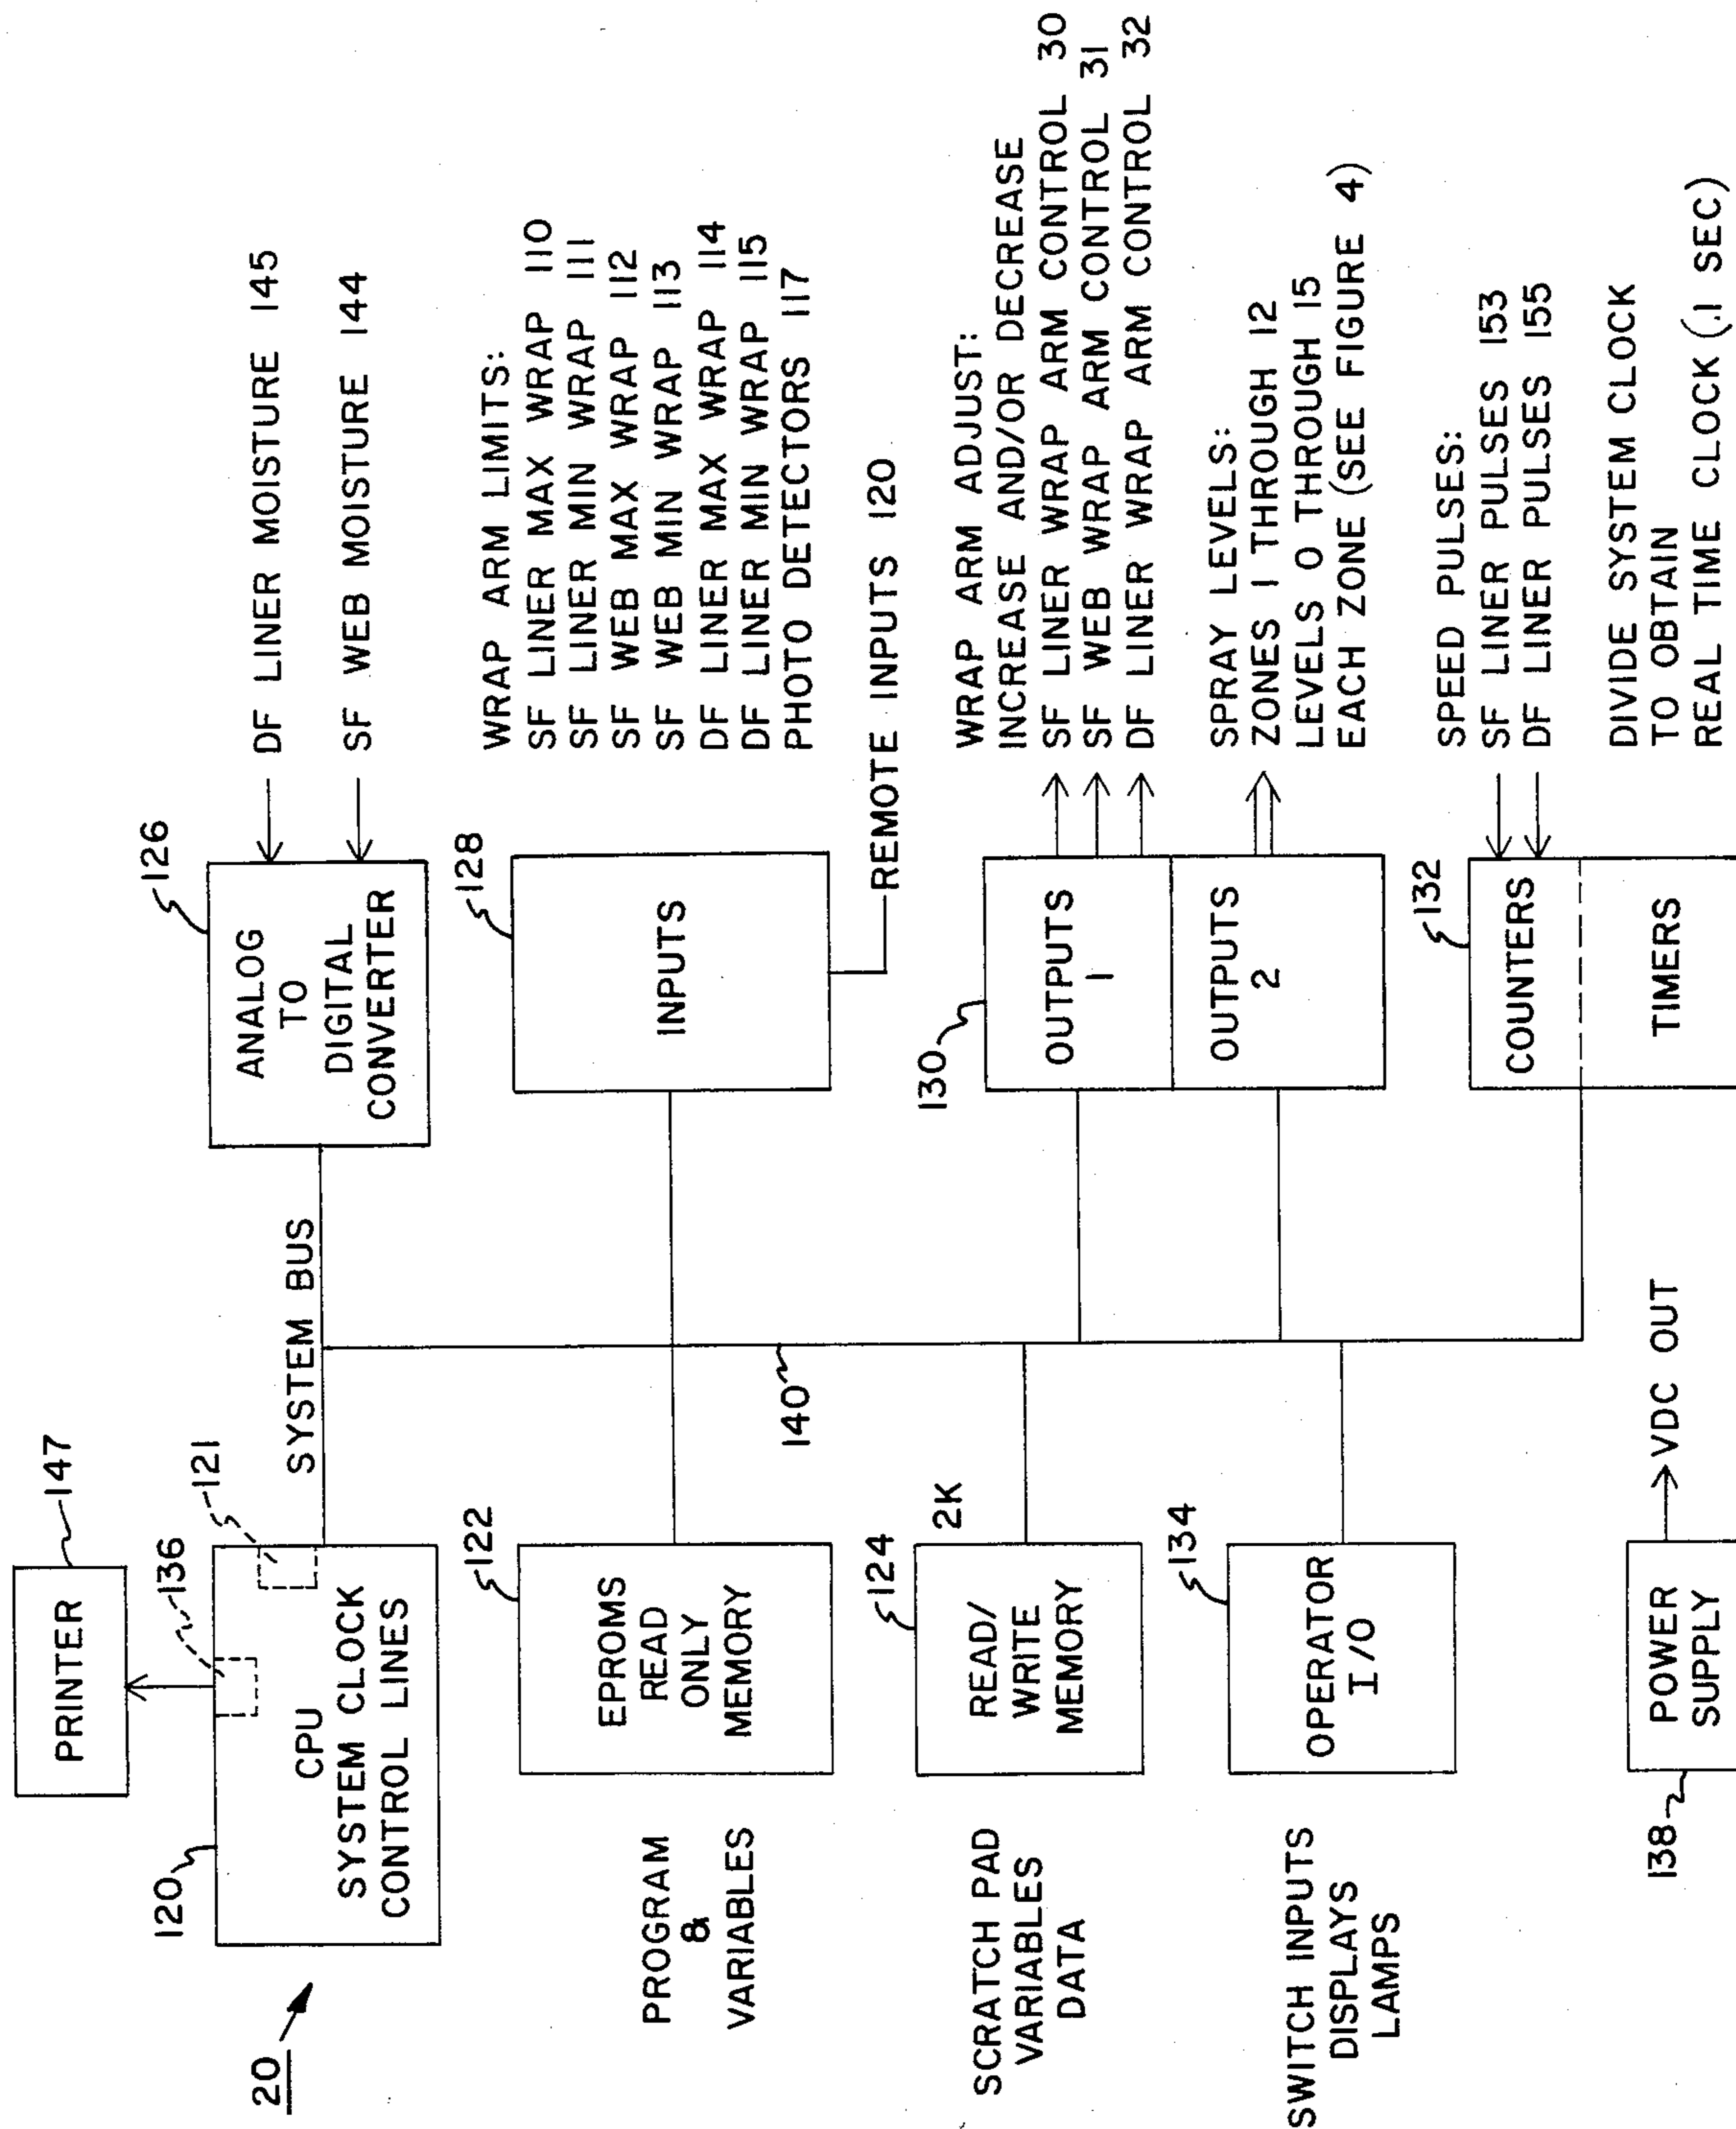 20
120
CPU
SYSTEM CLOCK
CONTROL LINES
136
121
PRINTER
147
SYSTEM BUS
126
ANALOG
TO
DIGITAL
CONVERTER
DF LINER MOISTURE 145
SF WEB MOISTURE 144
PROGRAM
&
VARIABLES
122
EPROMS
READ
ONLY
MEMORY
128
INPUTS
WRAP ARM LIMITS:
SF LINER MAX WRAP 110
SF LINER MIN WRAP 111
SF WEB MAX WRAP 112
SF WEB MIN WRAP 113
DF LINER MAX WRAP 114
DF LINER MIN WRAP 115
PHOTO DETECTORS 117
REMOTE INPUTS 120
140
SCRATCH PAD
VARIABLES
DATA
124
2K
READ/
WRITE
MEMORY
130
OUTPUTS
1
OUTPUTS
2
WRAP ARM ADJUST:
INCREASE AND/OR DECREASE
SF LINER WRAP ARM CONTROL 30
SF WEB WRAP ARM CONTROL 31
DF LINER WRAP ARM CONTROL 32
SPRAY LEVELS:
ZONES 1 THROUGH 12
LEVELS 0 THROUGH 15
EACH ZONE (SEE FIGURE 4)
SWITCH INPUTS
DISPLAYS
LAMPS
134
OPERATOR
I/O
132
COUNTERS
TIMERS
SPEED PULSES:
SF LINER PULSES 153
DF LINER PULSES 155
DIVIDE SYSTEM CLOCK
TO OBTAIN
REAL TIME CLOCK (.1 SEC)
138
POWER
SUPPLY
VDC OUT